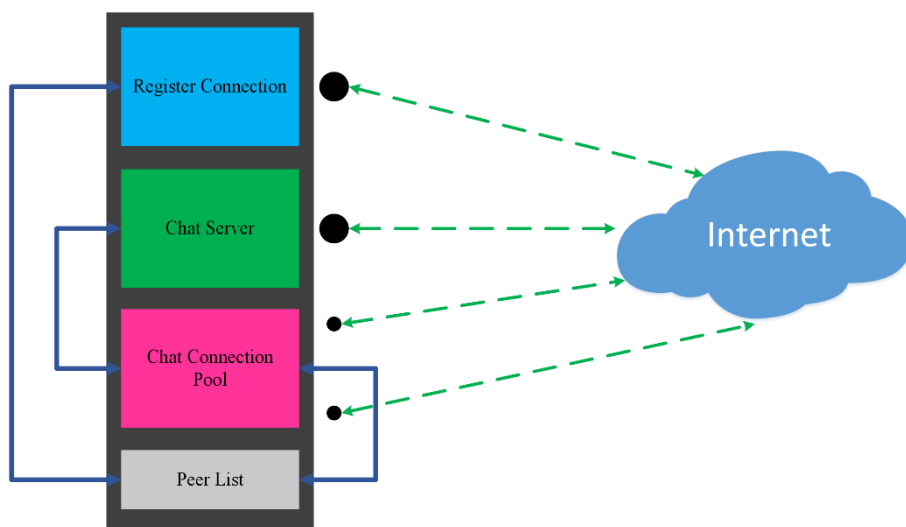 Register Connection
Chat Server
Internet
Chat Connection
Pool
Peer List